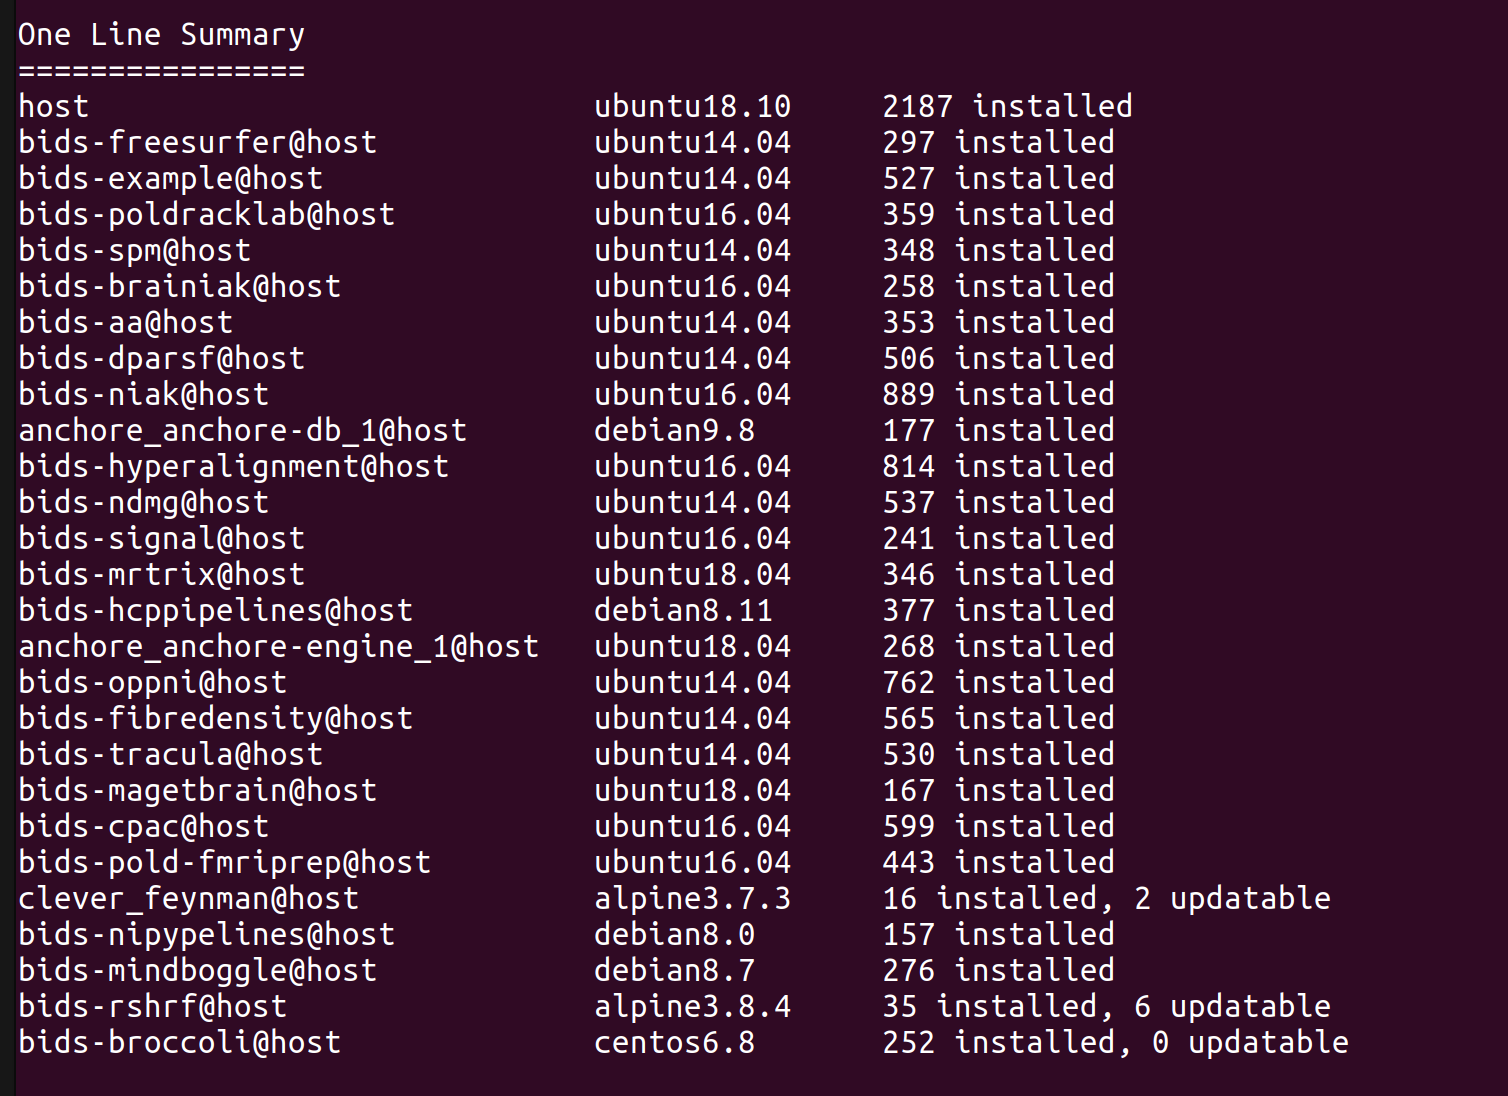 One Line Summary
================
host                            ubuntu18.10     2187 installed
bids-freesurfer@host            ubuntu14.04     297 installed
bids-example@host               ubuntu14.04     527 installed
bids-poldracklab@host           ubuntu16.04     359 installed
bids-spm@host                   ubuntu14.04     348 installed
bids-brainiak@host              ubuntu16.04     258 installed
bids-aa@host                    ubuntu14.04     353 installed
bids-dparsf@host                ubuntu14.04     506 installed
bids-niak@host                  ubuntu16.04     889 installed
anchore_anchore-db_1@host       debian9.8       177 installed
bids-hyperalignment@host        ubuntu16.04     814 installed
bids-ndmg@host                  ubuntu14.04     537 installed
bids-signal@host                ubuntu16.04     241 installed
bids-mrtrix@host                ubuntu18.04     346 installed
bids-hcppipelines@host          debian8.11      377 installed
anchore_anchore-engine_1@host   ubuntu18.04     268 installed
bids-oppni@host                 ubuntu14.04     762 installed
bids-fibredensity@host          ubuntu14.04     565 installed
bids-tracula@host               ubuntu14.04     530 installed
bids-magetbrain@host            ubuntu18.04     167 installed
bids-cpac@host                  ubuntu16.04     599 installed
bids-pold-fmriprep@host         ubuntu16.04     443 installed
clever_feynman@host             alpine3.7.3     16 installed, 2 updatable
bids-nipypelines@host           debian8.0       157 installed
bids-mindboggle@host            debian8.7       276 installed
bids-rshrf@host                 alpine3.8.4     35 installed, 6 updatable
bids-broccoli@host              centos6.8       252 installed, 0 updatable